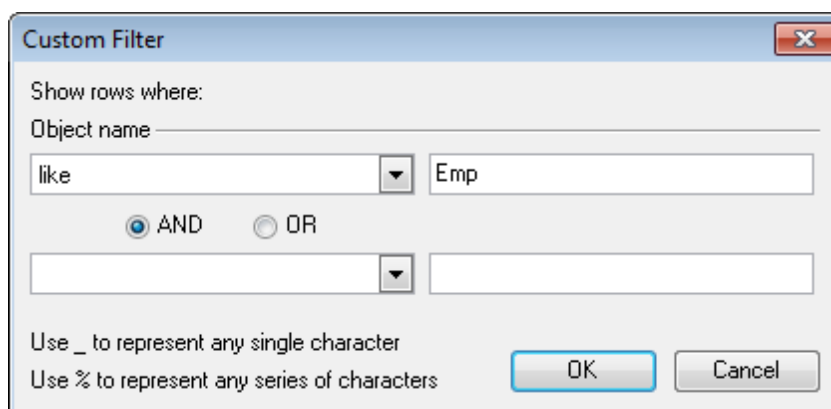 Custom Filter
Show rows where:
Object name
like Emp
AND OR
Use _ to represent any single character
Use % to represent any series of characters
OK Cancel